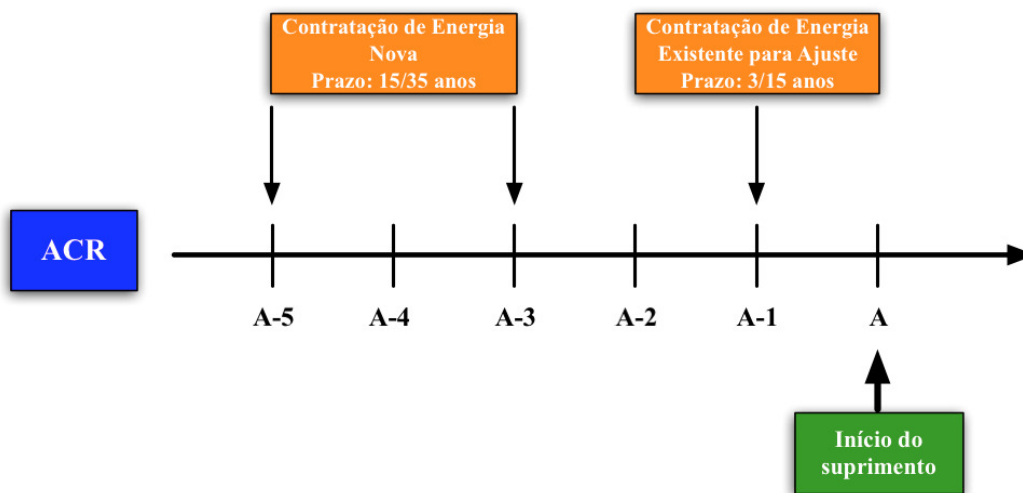 Contratação de Energia
Nova
Prazo: 15/35 anos
Contratação de Energia
Existente para Ajuste
Prazo: 3/15 anos
ACR
A-5
A-4
A-3
A-2
A-1
A
Início do
suprimento